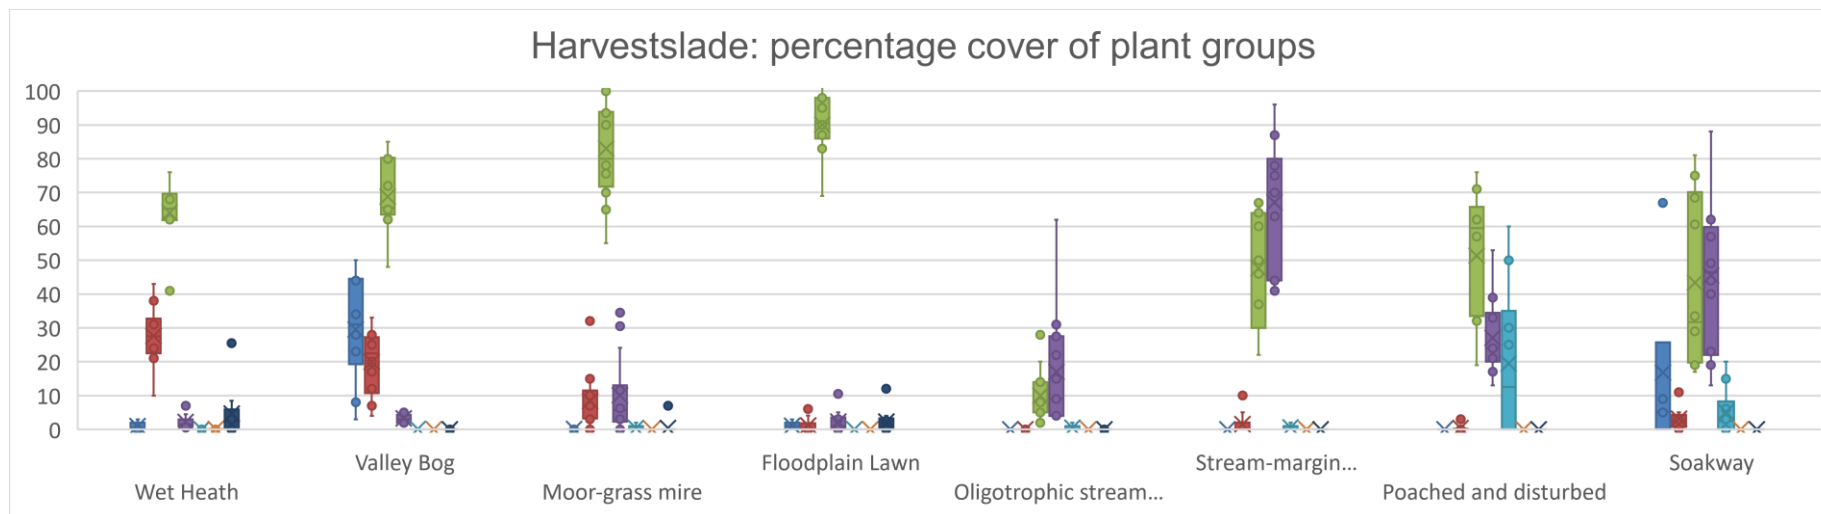 Harvestslade: percentage cover of plant groups
100
90
80
70
60
50
40
30
20
10
0
Valley Bog
Floodplain Lawn
Stream-margin...
Soakway
Wet Heath
Moor-grass mire
Oligotrophic stream...
Poached and disturbed